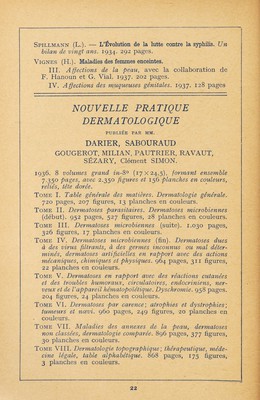 SPILLMANN (L.). — L'Évolution de la lutte contre la syphilis. Un
bilan de vingt ans. 1934. 292 pages.
VIGNES (H.). Maladies des femmes enceintes.
III. Affections de la peau, avec la collaboration de
F. Hanoun et G. Vial. 1937. 202 pages.
IV. Affections des muqueuses génitales. 1937. 128 pages
NOUVELLE PRATIQUE
DERMATOLOGIQUE
PUBLIÉE PAR MM.
DARIER, SABOURAUD
GOUGEROT, MILIAN, PAUTRIER, RAVAUT,
SÉZARY, Clément SIMON.
1936. 8 volumes grand in-8° (17 × 24,5), formant ensemble
7.350 pages, avec 2.350 figures et 156 planches en couleurs,
reliés, tête dorée.
TOME I. Table générale des matières. Dermatologie générale.
720 pages, 207 figures, 13 planches en couleurs.
TOME II. Dermatoses parasitaires. Dermatoses microbiennes
(début). 952 pages, 527 figures, 28 planches en couleurs.
TOME III. Dermatoses microbiennes (suite). 1.030 pages,
326 figures, 17 planches en couleurs.
TOME IV. Dermatoses microbiennes (fin). Dermatoses dues
à des virus filtrants, à des germes inconnus ou mal déter-
minés, dermatoses artificielles en rapport avec des actions
mécaniques, chimiques et physiques. 964 pages, 311 figures,
22 planches en couleurs.
TOME V. Dermatoses en rapport avec des réactions cutanées
et des troubles humoraux, circulatoires, endocriniens, ner-
veux et de l'appareil hématopoïétique. Dyschromie. 958 pages.
204 figures, 24 planches en couleurs.
TOME VI. Dermatoses par carence; atrophies et dystrophies;
tumeurs et nævi. 960 pages, 249 figures, 20 planches en
couleurs.
TOME VII. Maladies des annexes de la peau, dermatoses
non classées, dermatologie comparée. 896 pages, 377 figures,
30 planches en couleurs.
TOME VIII. Dermatologie topographique; thérapeutique, méde-
cine légale, table alphabétique. 868 pages, 175 figures,
3 planches en couleurs.
22